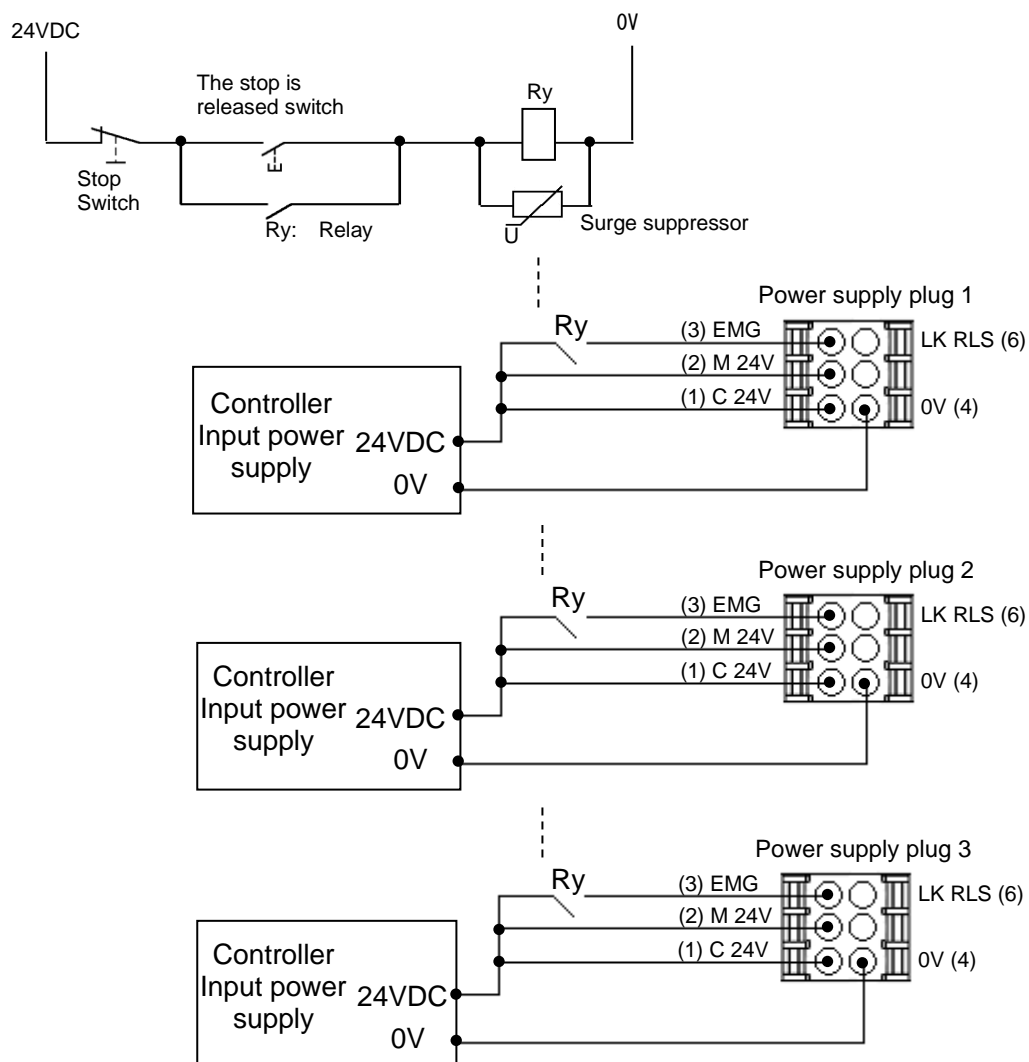 24VDC
0V
The stop is
released switch
Ry
Stop
Switch
Ry: Relay
U
Surge suppressor
Power supply plug 1
Ry
(3) EMG
LK RLS (6)
(2) M 24V
(1) C 24V
0V (4)
Controller
Input power
supply
24VDC
0V
Power supply plug 2
Ry
(3) EMG
LK RLS (6)
(2) M 24V
(1) C 24V
0V (4)
Controller
Input power
supply
24VDC
0V
Power supply plug 3
Ry
(3) EMG
LK RLS (6)
(2) M 24V
(1) C 24V
0V (4)
Controller
Input power
supply
24VDC
0V